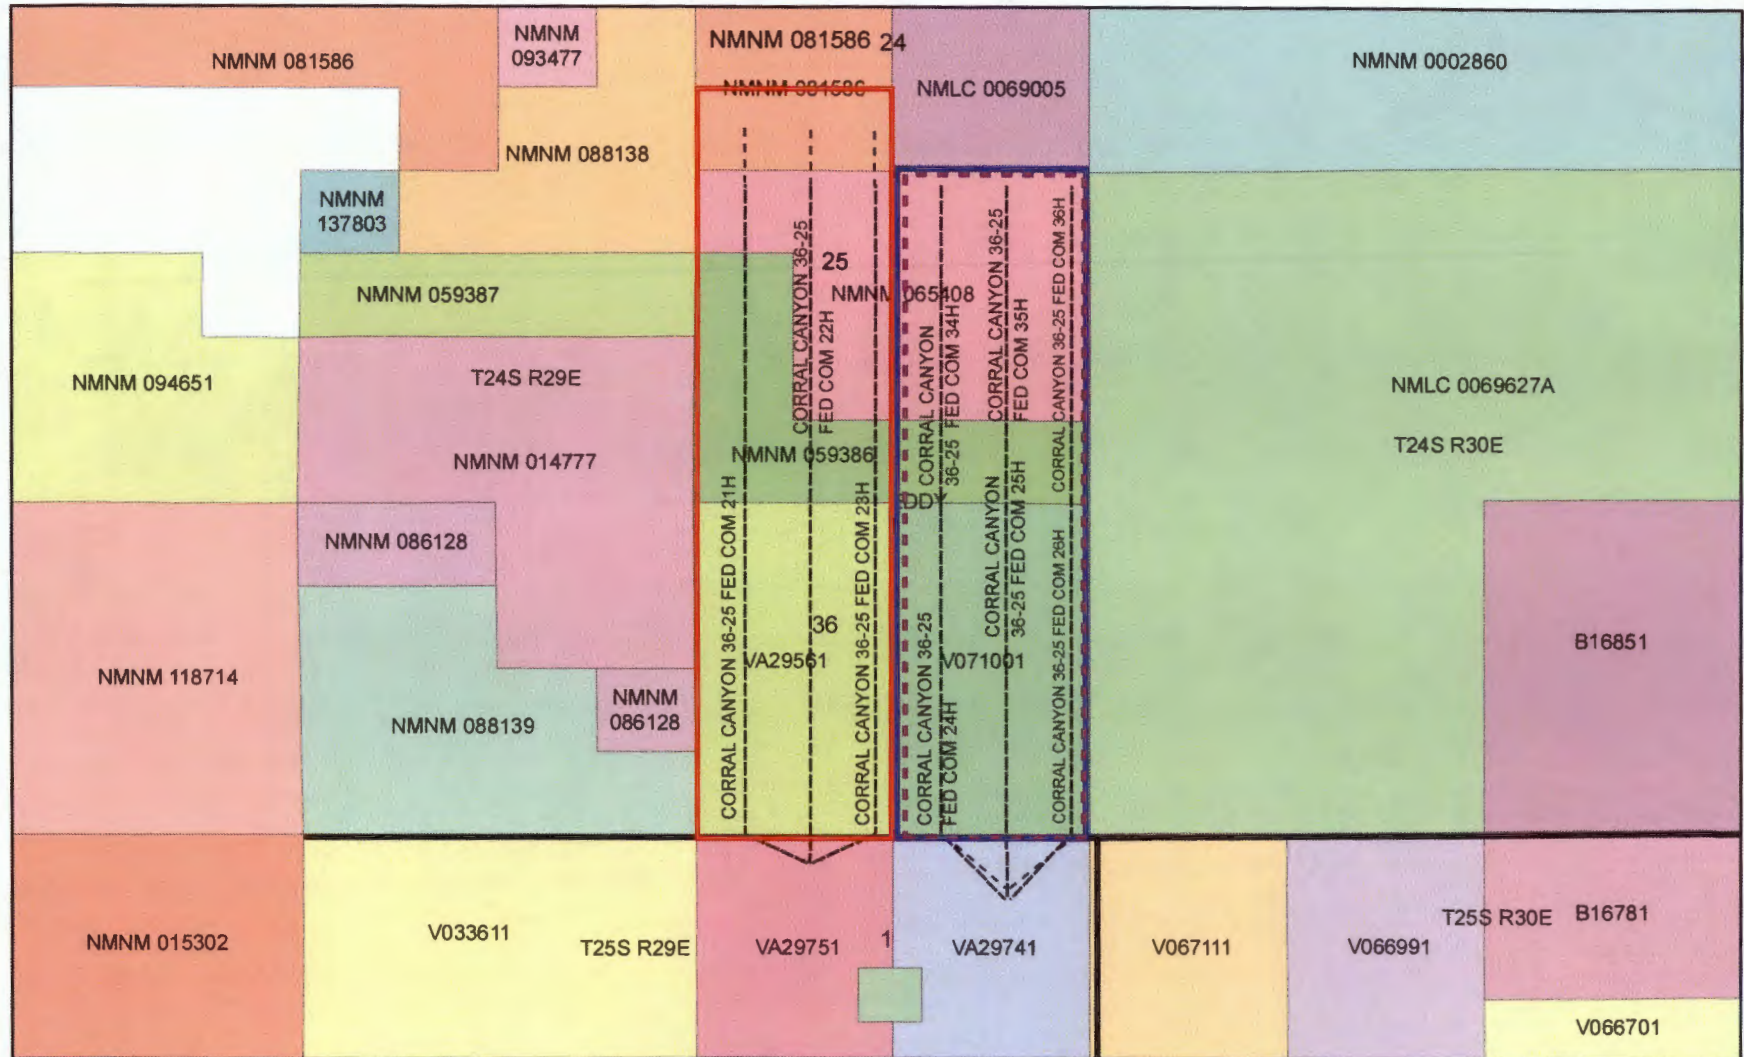 NMNM 081586
NMNM
093477
NMNM 081586
24
NMNM 081586
NMLC 0069005
NMNM 0002860
NMNM 088138
NMNM
137803
NMNM 059387
25
NMNM 065408
NMNM 094651
T24S R29E
NMNM 014777
NMNM 059386
NMLC 0069627A
T24S R30E
CORRAL CANYON 36-25
FED COM 22H
CORRAL CANYON
36-25 FED COM 34H
CORRAL CANYON 36-25
FED COM 35H
CORRAL CANYON 36-25 FED COM 36H
EDDY
CORRAL CANYON 36-25 FED COM 21H
CORRAL CANYON 36-25 FED COM 23H
CORRAL CANYON 36-25
FED COM 24H
CORRAL CANYON
36-25 FED COM 25H
CORRAL CANYON 36-25 FED COM 26H
NMNM 086128
36
VA29561
V071001
B16851
NMNM 118714
NMNM 088139
NMNM
086128
NMNM 015302
V033611
T25S R29E
VA29751
1
VA29741
V067111
V066991
T25S R30E
B16781
V066701